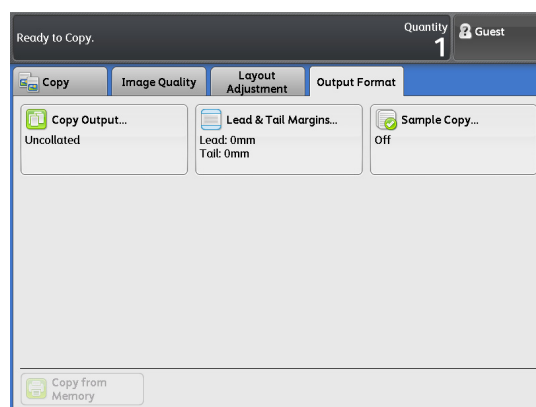 Ready to Copy.
Quantity
1
Guest
Copy
Image Quality
Layout
Adjustment
Output Format
Copy Output...
Uncollated
Lead & Tail Margins...
Lead: 0mm
Tail: 0mm
Sample Copy...
Off
Copy from
Memory